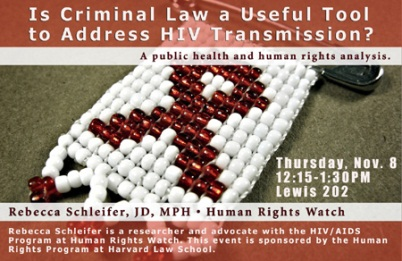 Is Criminal Law a Useful Tool
to Address HIV Transmission?
A public health and human rights analysis.
Thursday, Nov. 8
12:15-1:30PM
Lewis 202
Rebecca Schleifer, JD, MPH • Human Rights Watch
Rebecca Schleifer is a researcher and advocate with the HIV/AIDS
Program at Human Rights Watch. This event is sponsored by the Human
Rights Program at Harvard Law School.